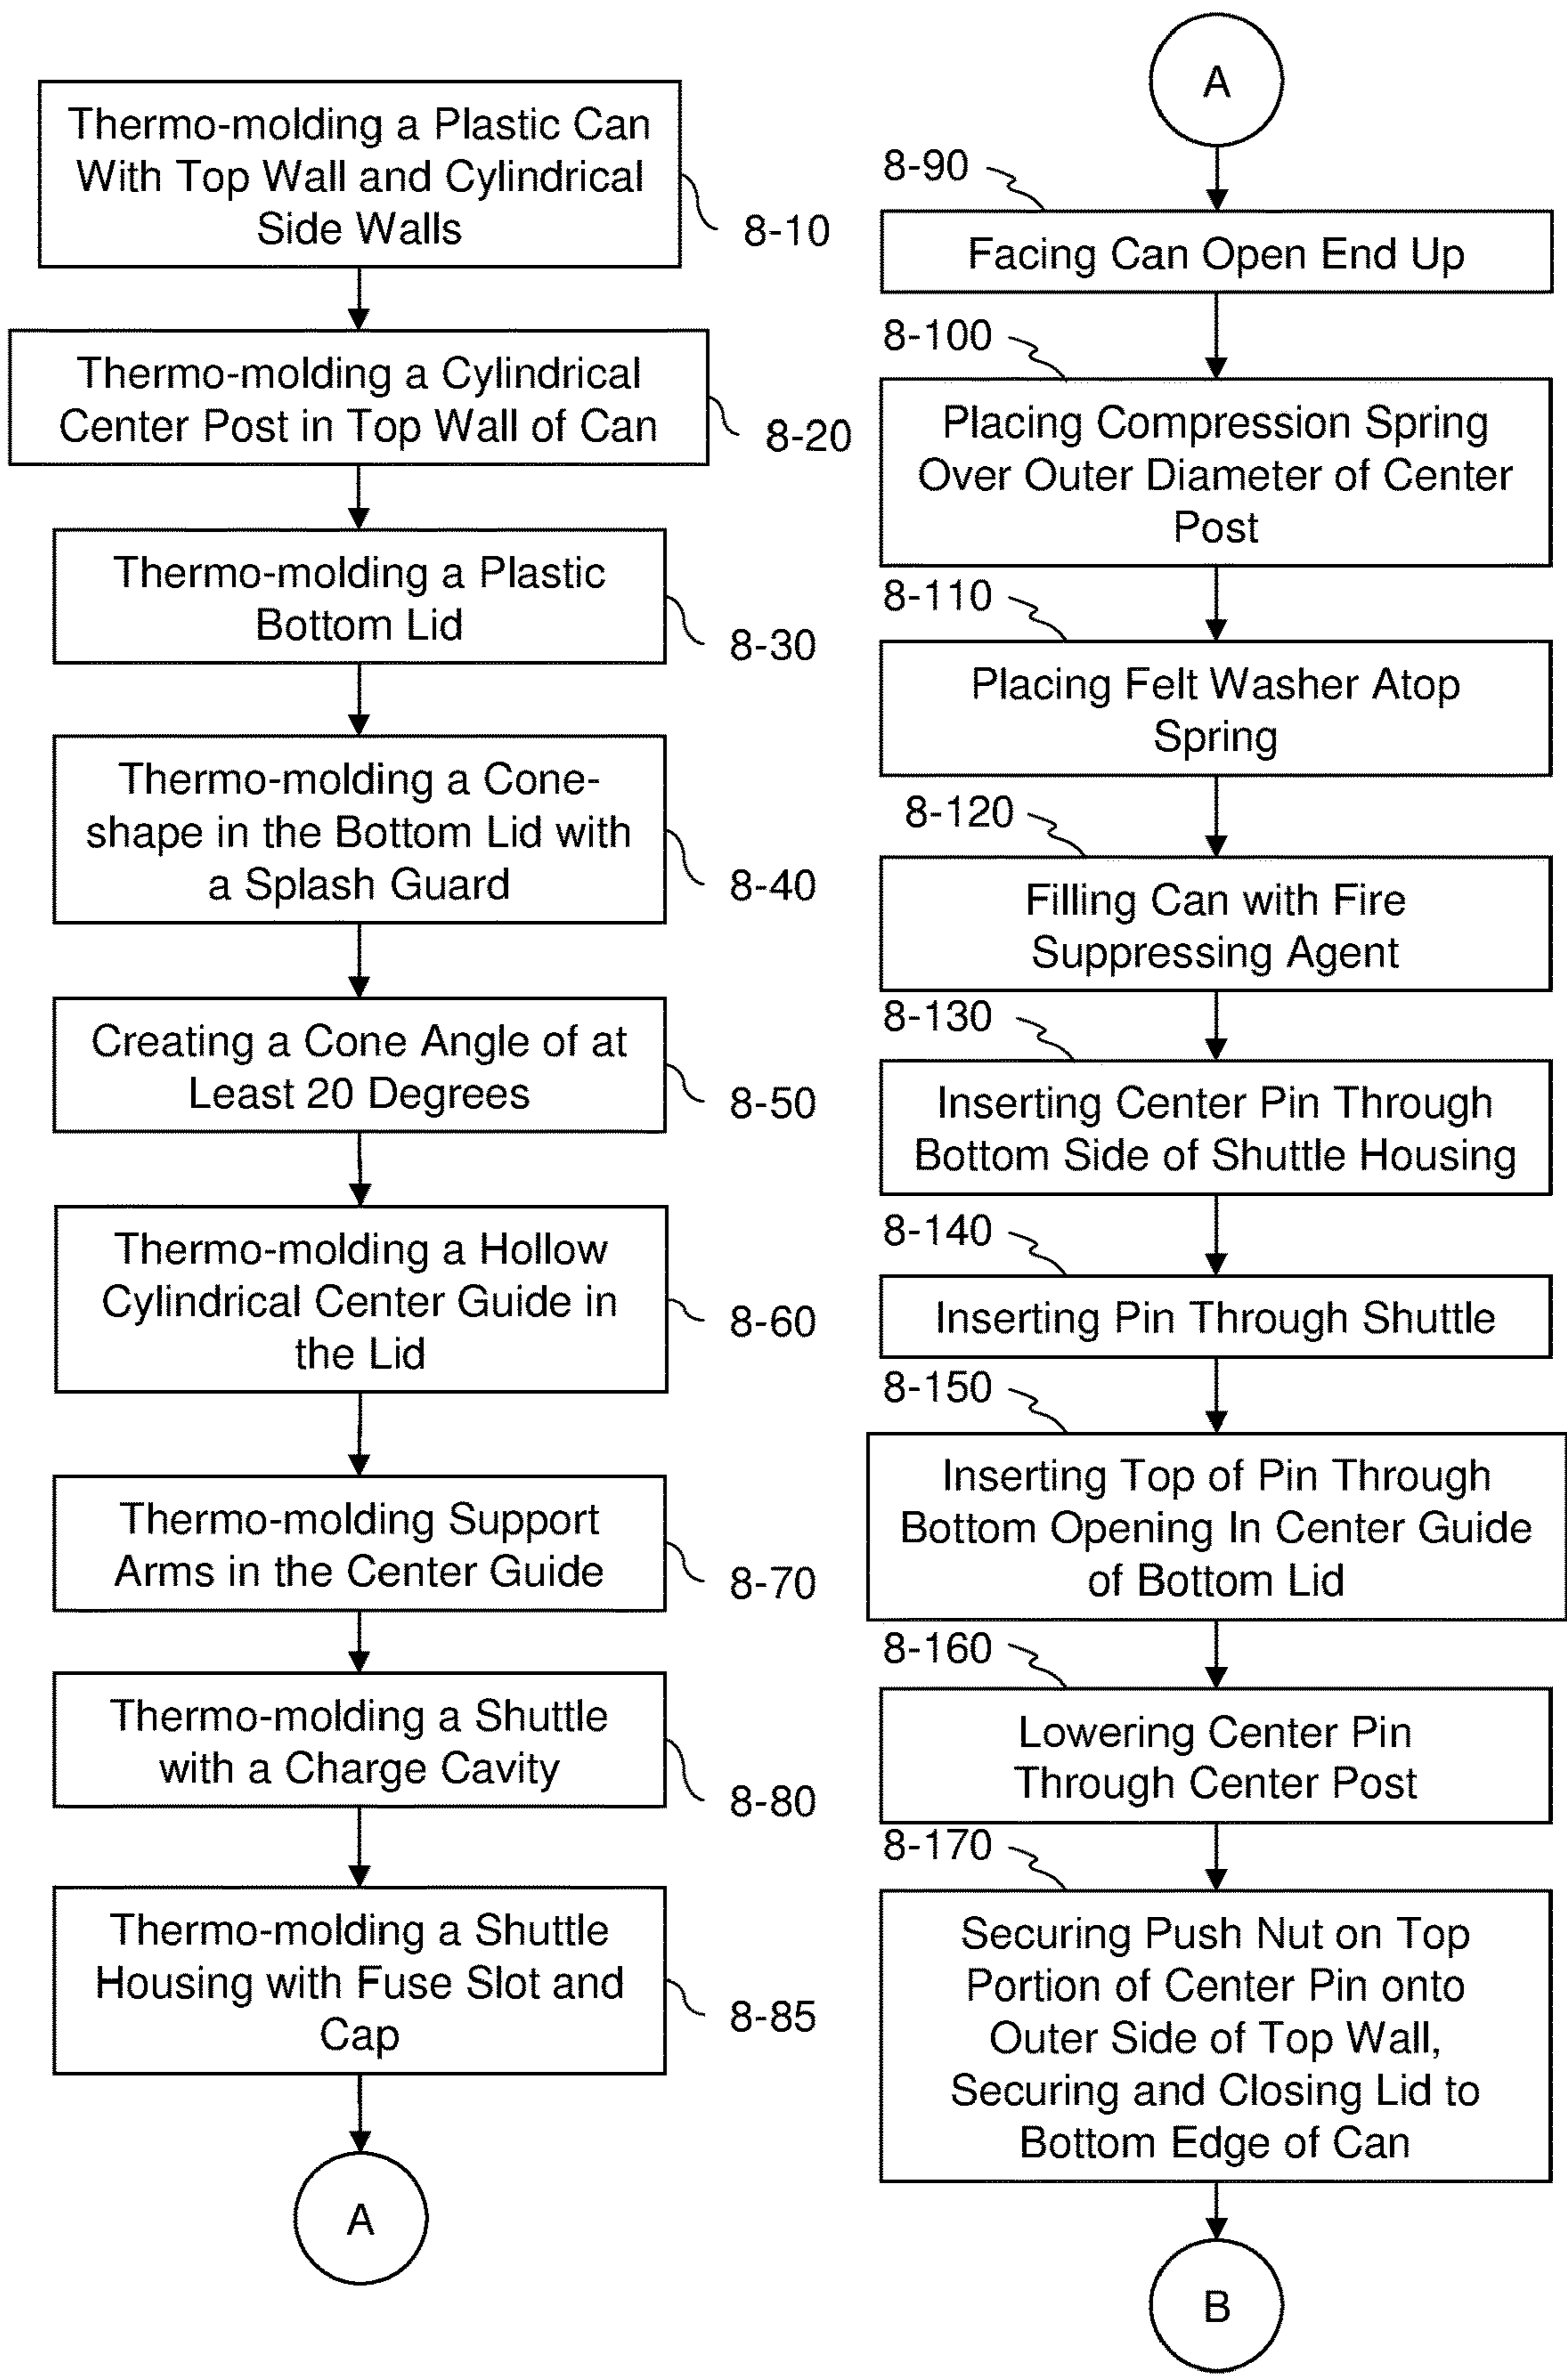 Thermo-molding a Plastic Can
With Top Wall and Cylindrical
Side Walls
8-10
Thermo-molding a Cylindrical
Center Post in Top Wall of Can
8-20
Thermo-molding a Plastic
Bottom Lid
8-30
Thermo-molding a Cone-
shape in the Bottom Lid with
a Splash Guard
8-40
Creating a Cone Angle of at
Least 20 Degrees
8-50
Thermo-molding a Hollow
Cylindrical Center Guide in
the Lid
8-60
Thermo-molding Support
Arms in the Center Guide
8-70
Thermo-molding a Shuttle
with a Charge Cavity
8-80
Thermo-molding a Shuttle
Housing with Fuse Slot and
Cap
8-85
A
A
8-90
Facing Can Open End Up
8-100
Placing Compression Spring
Over Outer Diameter of Center
Post
8-110
Placing Felt Washer Atop
Spring
8-120
Filling Can with Fire
Suppressing Agent
8-130
Inserting Center Pin Through
Bottom Side of Shuttle Housing
8-140
Inserting Pin Through Shuttle
8-150
Inserting Top of Pin Through
Bottom Opening In Center Guide
of Bottom Lid
8-160
Lowering Center Pin
Through Center Post
8-170
Securing Push Nut on Top
Portion of Center Pin onto
Outer Side of Top Wall,
Securing and Closing Lid to
Bottom Edge of Can
B